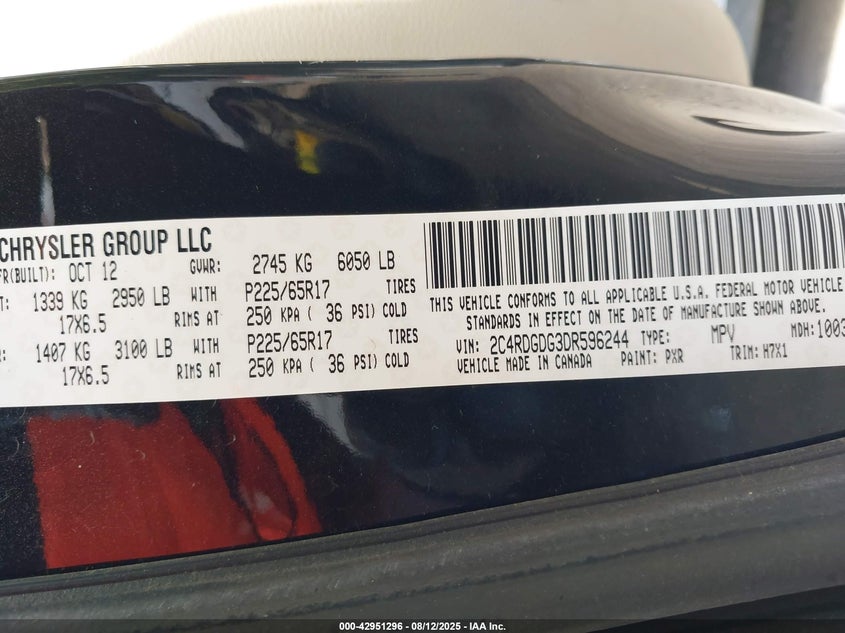 CHRYSLER GROUP LLC
FR(BUILT): OCT 12 GVWR: 2745 KG 6050 LB
T: 1339 KG 2950 LB WITH P225/65R17 TIRES
17X6.5 RIMS AT 250 KPA ( 36 PSI) COLD
R: 1407 KG 3100 LB WITH P225/65R17 TIRES
17X6.5 RIMS AT 250 KPA ( 36 PSI) COLD
THIS VEHICLE CONFORMS TO ALL APPLICABLE U.S.A. FEDERAL MOTOR VEHICLE
STANDARDS IN EFFECT ON THE DATE OF MANUFACTURE SHOWN ABOVE.
VIN: 2C4RDGDG3DR596244 TYPE: MPV MDH: 1003
VEHICLE MADE IN CANADA PAINT: PXR TRIM: H7X1
000-42951296 - 08/12/2025 - IAA Inc.